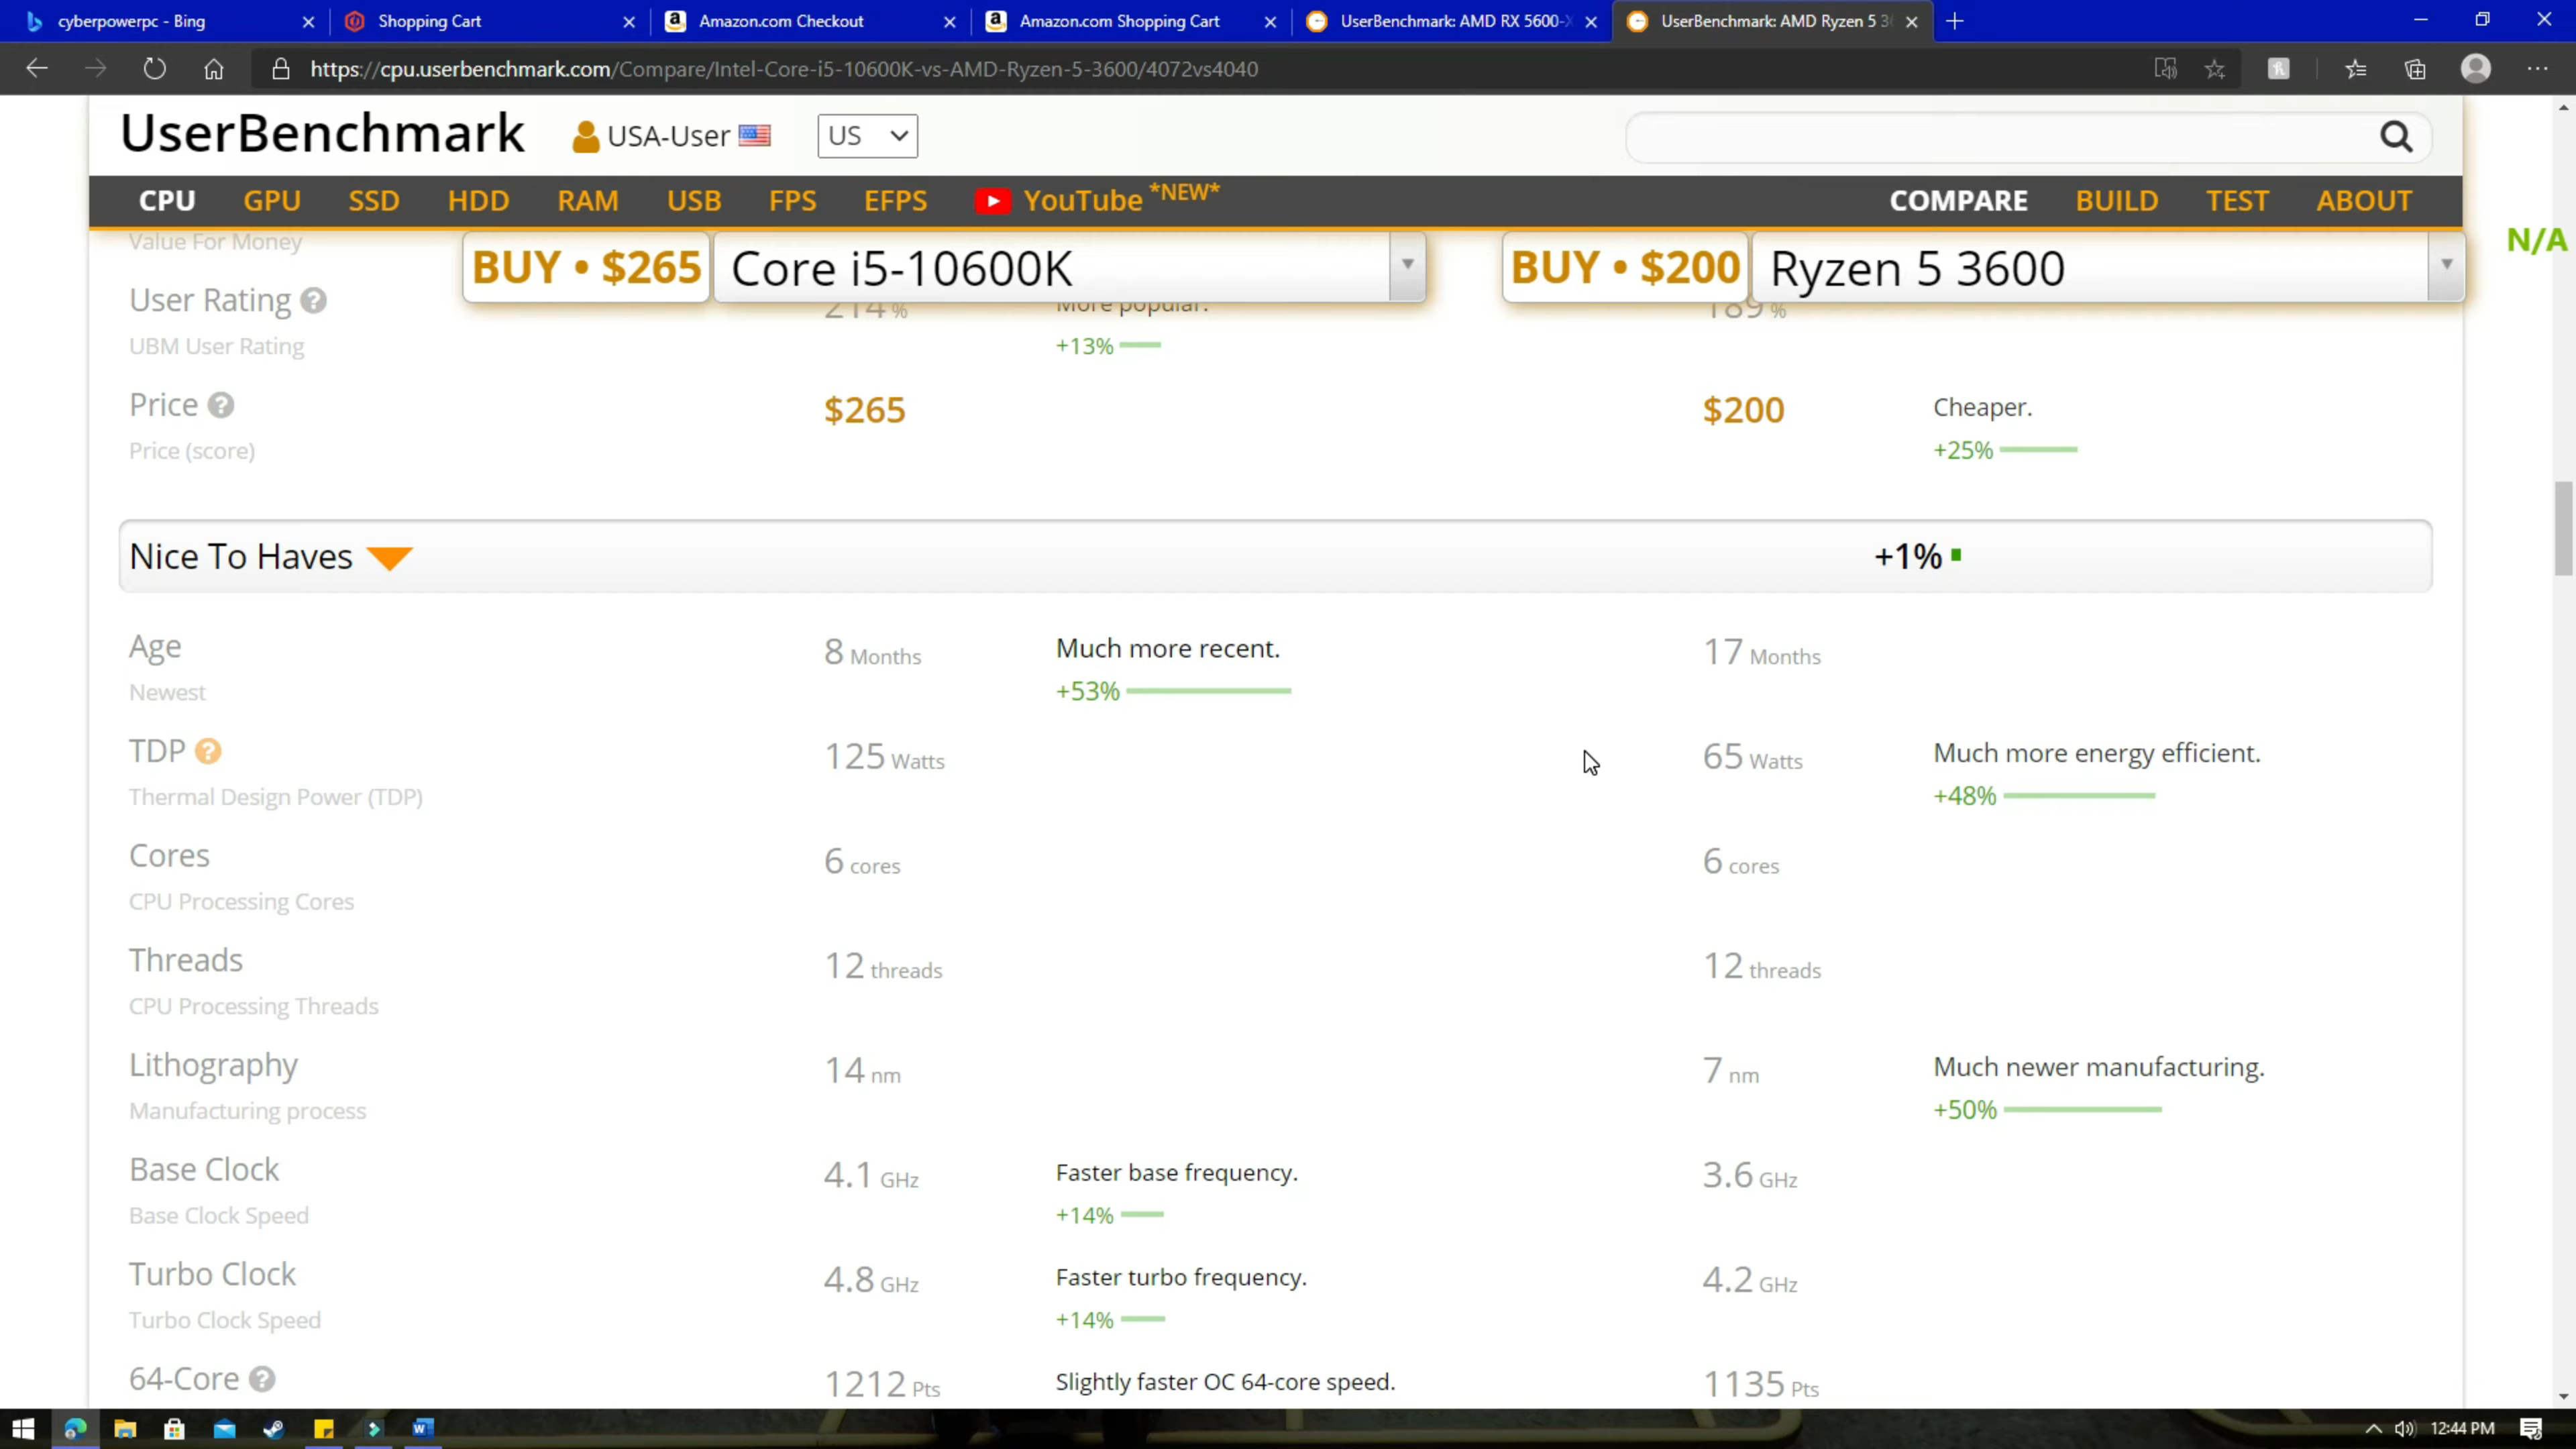 cyberpowerpc - Bing
Shopping Cart
Amazon.com Checkout
Amazon.com Shopping Cart
UserBenchmark: AMD RX 5600-X
UserBenchmark: AMD Ryzen 5 3
https://cpu.userbenchmark.com/Compare/Intel-Core-i5-10600K-vs-AMD-Ryzen-5-3600/4072vs4040
UserBenchmark USA-User US
CPU GPU SSD HDD RAM USB FPS EFPS YouTube *NEW* COMPARE BUILD TEST ABOUT
N/A
Value For Money
BUY • $265 Core i5-10600K BUY • $200 Ryzen 5 3600
User Rating ? 214 % More popular. 189 %
UBM User Rating +13%
Price ? $265 $200 Cheaper.
Price (score) +25%
Nice To Haves +1%
Age 8 Months Much more recent. 17 Months
Newest +53%
TDP ? 125 Watts 65 Watts Much more energy efficient.
Thermal Design Power (TDP) +48%
Cores 6 cores 6 cores
CPU Processing Cores
Threads 12 threads 12 threads
CPU Processing Threads
Lithography 14 nm 7 nm Much newer manufacturing.
Manufacturing process +50%
Base Clock 4.1 GHz Faster base frequency. 3.6 GHz
Base Clock Speed +14%
Turbo Clock 4.8 GHz Faster turbo frequency. 4.2 GHz
Turbo Clock Speed +14%
64-Core ? 1212 Pts Slightly faster OC 64-core speed. 1135 Pts
12:44 PM